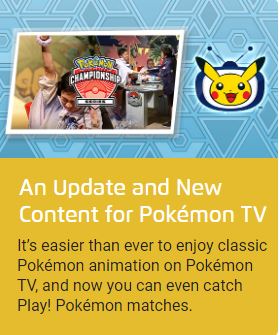 POKÉMON
CHAMPIONSHIP
SERIES
An Update and New
Content for Pokémon TV
It’s easier than ever to enjoy classic
Pokémon animation on Pokémon
TV, and now you can even catch
Play! Pokémon matches.